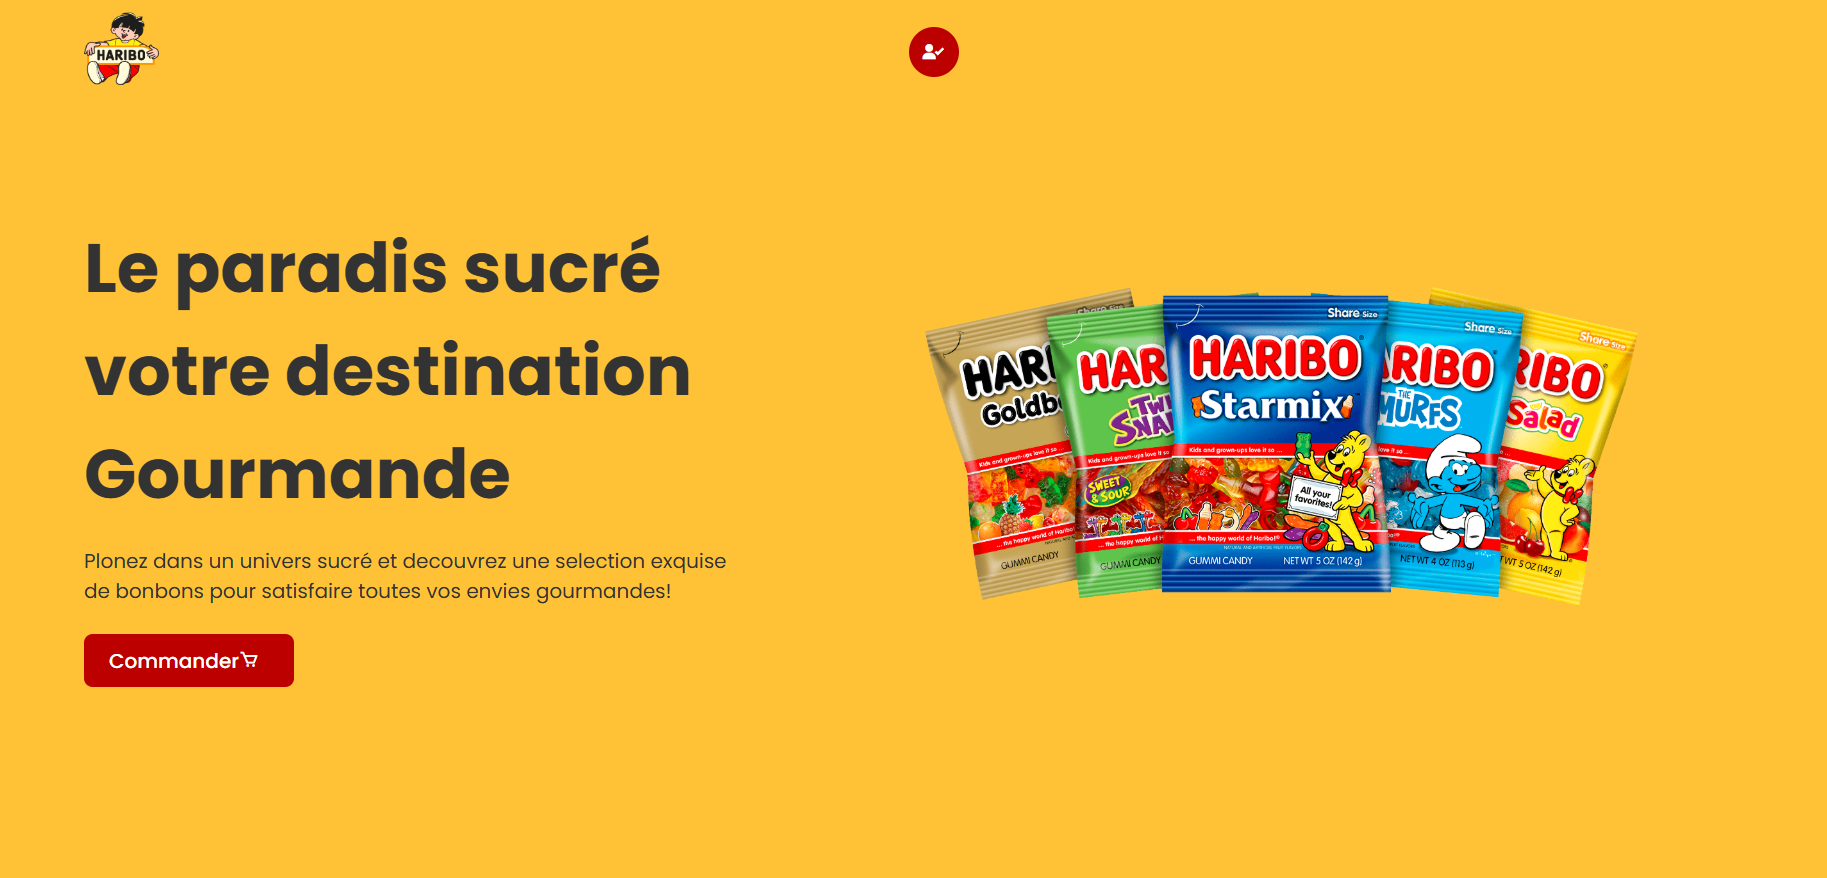 HARIBO
Le paradis sucré
votre destination
Gourmande
Plonez dans un univers sucré et decouvrez une selection exquise
de bonbons pour satisfaire toutes vos envies gourmandes!
Commander
Share Size
HARIBO
Starmix
Kids and grown-ups love it so ...
All your
favorites!
... the happy world of Haribo®
GUMMI CANDY
NET WT 5 OZ (142 g)
Kids and grown-ups love it so ...
... the happy world of Haribo
GUMMI CANDY
Kids and grown-ups love it so
SWEET
& SOUR
... the happy world of H
GUMMI CANDY
Share Size
RIBO
THE
MURFS
NET WT 4 OZ (113 g)
Share Size
RIBO
Salad
WT 5 OZ (142 g)